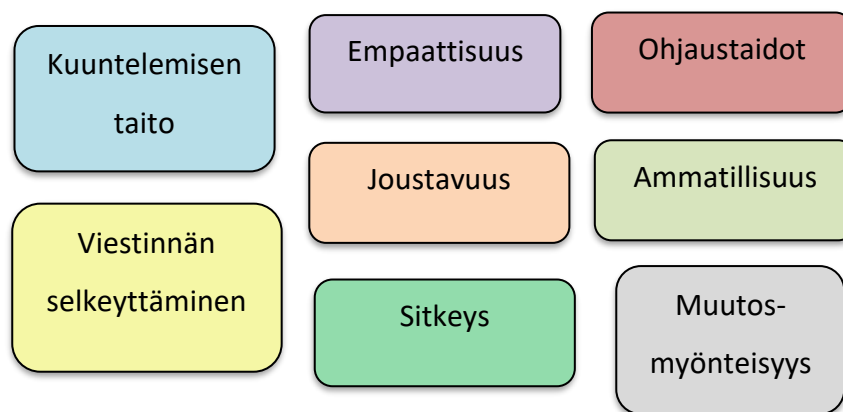 Kuuntelemisen
taito
Empaattisuus
Ohjaustaidot
Joustavuus
Ammatillisuus
Viestinnän
selkeyttäminen
Sitkeys
Muutos-
myönteisyys